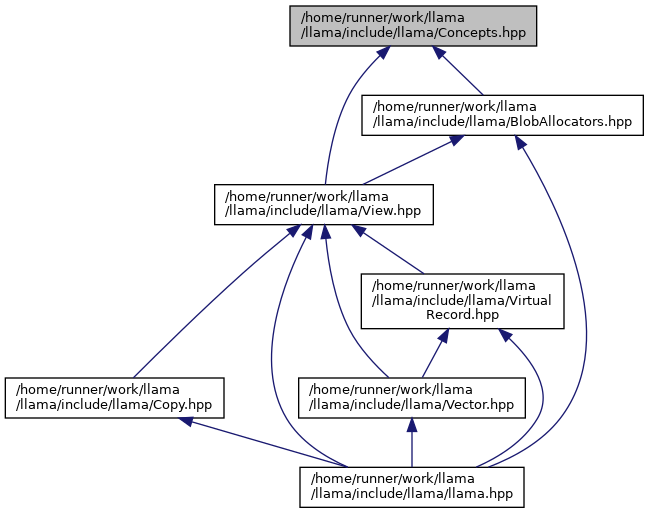 /home/runner/work/llama
/llama/include/llama/Concepts.hpp
/home/runner/work/llama
/llama/include/llama/BlobAllocators.hpp
/home/runner/work/llama
/llama/include/llama/View.hpp
/home/runner/work/llama
/llama/include/llama/Virtual
Record.hpp
/home/runner/work/llama
/llama/include/llama/Copy.hpp
/home/runner/work/llama
/llama/include/llama/Vector.hpp
/home/runner/work/llama
/llama/include/llama/llama.hpp